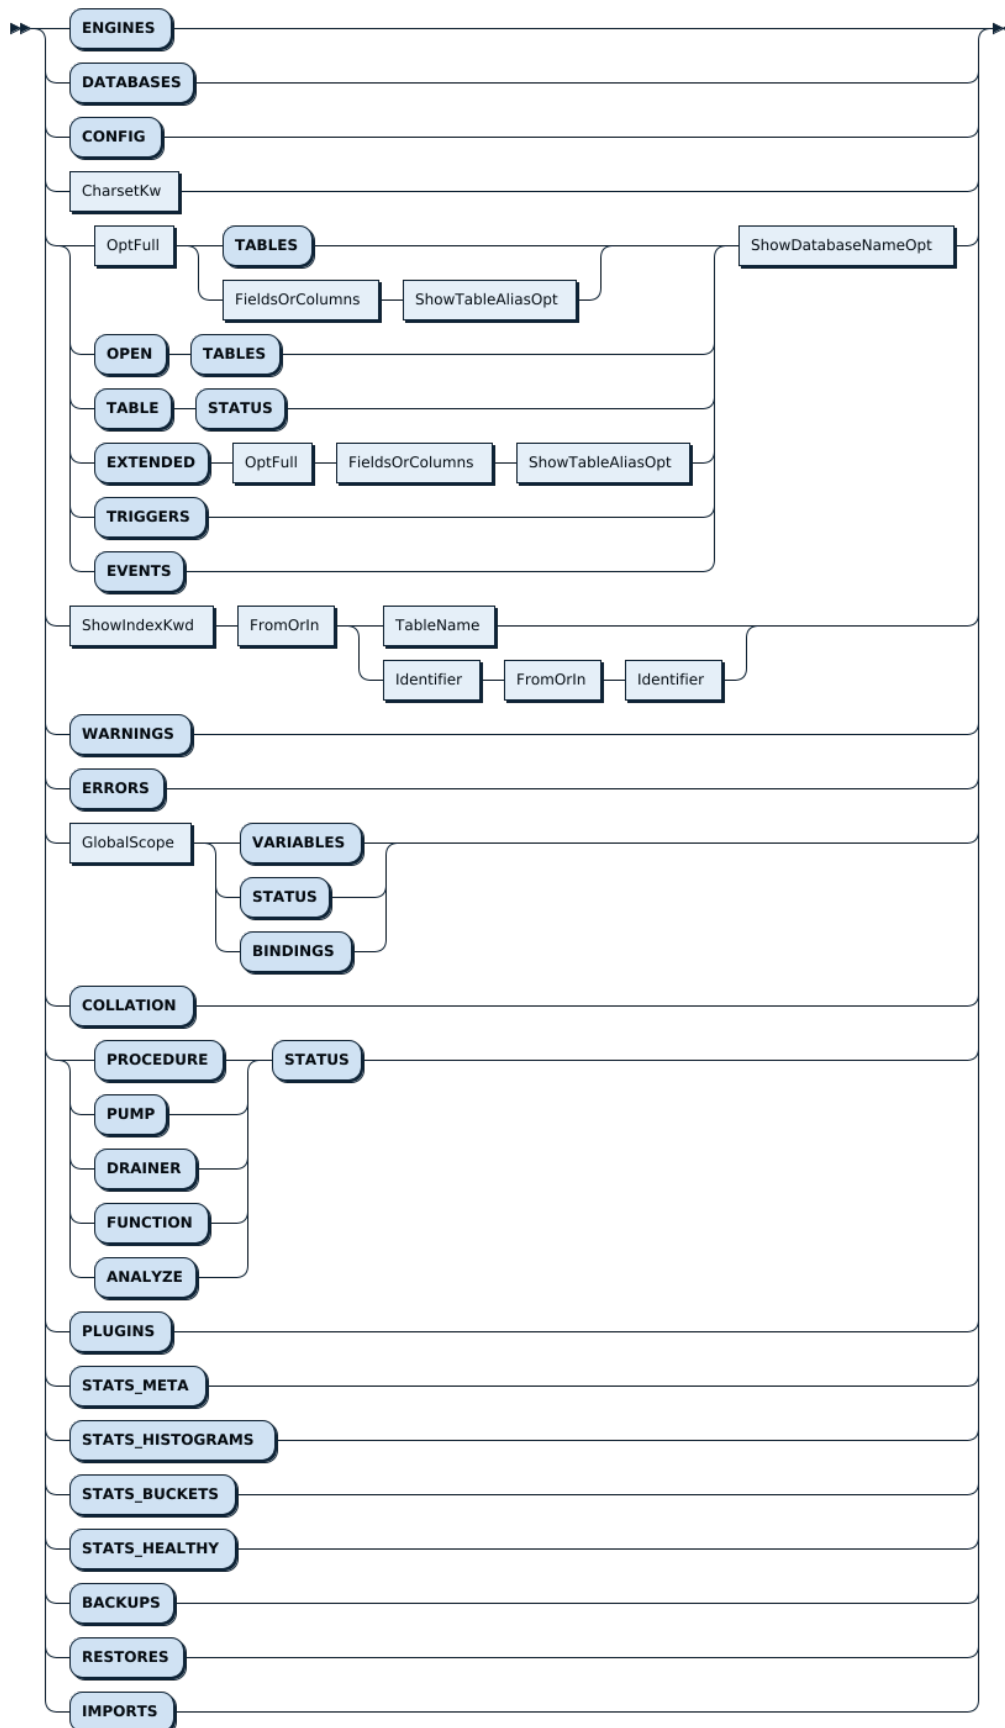 ENGINES
DATABASES
CONFIG
CharsetKw
OptFull TABLES ShowDatabaseNameOpt
FieldsOrColumns ShowTableAliasOpt
OPEN TABLES
TABLE STATUS
EXTENDED OptFull FieldsOrColumns ShowTableAliasOpt
TRIGGERS
EVENTS
ShowIndexKwd FromOrIn TableName
Identifier FromOrIn Identifier
WARNINGS
ERRORS
GlobalScope VARIABLES
STATUS
BINDINGS
COLLATION
PROCEDURE STATUS
PUMP
DRAINER
FUNCTION
ANALYZE
PLUGINS
STATS_META
STATS_HISTOGRAMS
STATS_BUCKETS
STATS_HEALTHY
BACKUPS
RESTORES
IMPORTS